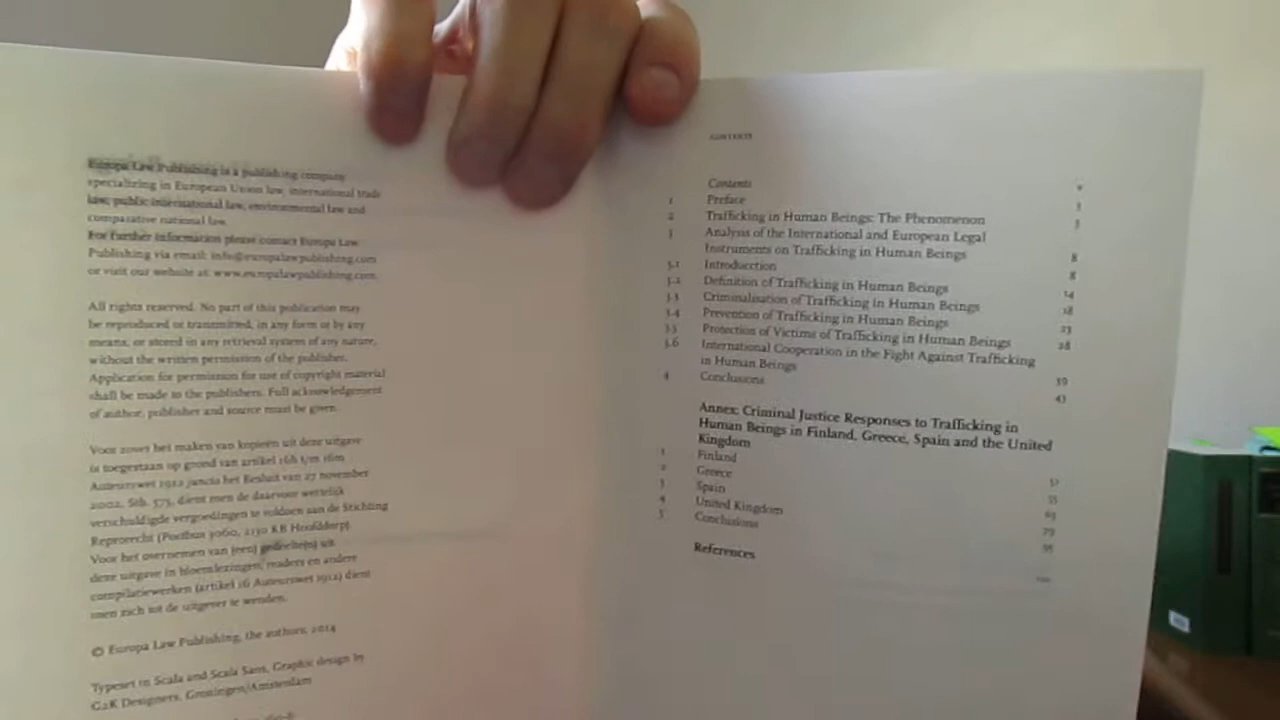 Europa Law Publishing is a publishing company
specializing in European Union law, international trade
law, public international law, environmental law and
comparative national law.
For further information please contact Europa Law
Publishing via email: info@europalawpublishing.com
or visit our website at: www.europalawpublishing.com.
All rights reserved. No part of this publication may
be reproduced or transmitted, in any form or by any
means, or stored in any retrieval system of any nature,
without the written permission of the publisher.
Application for permission for use of copyright material
shall be made to the publishers. Full acknowledgement
of author, publisher and source must be given.
Voor zover het maken van kopieën uit deze uitgave
is toegestaan op grond van artikel 16h t/m 16m
Auteurswet 1912 juncto het Besluit van 27 november
2002, Stb. 575, dient men de daarvoor wettelijk
verschuldigde vergoedingen te voldoen aan de Stichting
Reprorecht (Postbus 3060, 2130 KB Hoofddorp).
Voor het overnemen van (een) gedeelte(n) uit
deze uitgave in bloemlezingen, readers en andere
compilatiewerken (artikel 16 Auteurswet 1912) dient
men zich tot de uitgever te wenden.
© Europa Law Publishing, the authors, 2014
Typeset in Scala and Scala Sans, Graphic design by
G2K Designers, Groningen/Amsterdam
CONTENTS
Contents v
1 Preface 1
2 Trafficking in Human Beings: The Phenomenon 3
3 Analysis of the International and European Legal
Instruments on Trafficking in Human Beings 8
3.1 Introduction 8
3.2 Definition of Trafficking in Human Beings 14
3.3 Criminalisation of Trafficking in Human Beings 18
3.4 Prevention of Trafficking in Human Beings 23
3.5 Protection of Victims of Trafficking in Human Beings 28
3.6 International Cooperation in the Fight Against Trafficking
in Human Beings 39
4 Conclusions 43
Annex: Criminal Justice Responses to Trafficking in
Human Beings in Finland, Greece, Spain and the United
Kingdom
1 Finland
2 Greece 55
3 Spain
4 United Kingdom 79
5 Conclusions
References